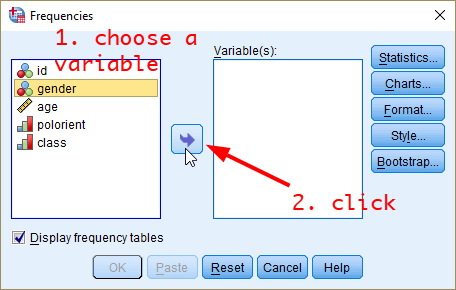 Frequencies
1. choose a
variable
Variable(s):
id
gender
age
polorient
class
Statistics...
Charts...
Format...
Style...
Bootstrap...
2. click
Display frequency tables
OK Paste Reset Cancel Help